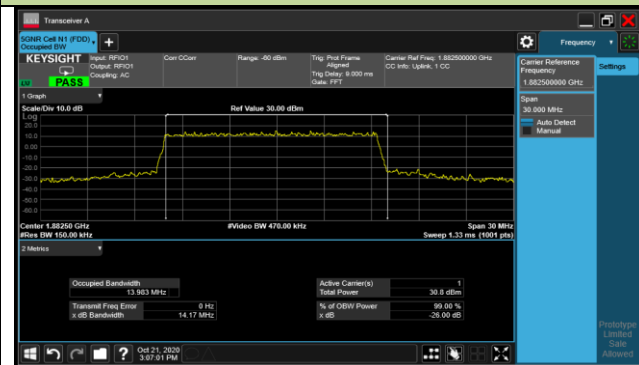 Transceiver A
5GNR Cell N1 (FDD)
Occupied BW
Frequency
KEYSIGHT
PASS
Input: RFIO1
Output: RFIO1
Coupling: AC
Corr CCorr
Range: -60 dBm
Trig: Prot Frame
Aligned
Trig Delay: 9.000 ms
Gate: FFT
Carrier Ref Freq: 1.882500000 GHz
CC Info: Uplink, 1 CC
Carrier Reference
Frequency
1.882500000 GHz
Settings
Span
30.000 MHz
Auto Detect
Manual
1 Graph
Scale/Div 10.0 dB
Ref Value 30.00 dBm
Log
20.0
10.0
0.00
-10.0
-20.0
-30.0
-40.0
-50.0
-60.0
Center 1.88250 GHz
#Video BW 470.00 kHz
Span 30 MHz
#Res BW 150.00 kHz
Sweep 1.33 ms (1001 pts)
2 Metrics
Occupied Bandwidth
13.983 MHz
Active Carrier(s) 1
Total Power 30.8 dBm
Transmit Freq Error 0 Hz
x dB Bandwidth 14.17 MHz
% of OBW Power 99.00 %
x dB -26.00 dB
Prototype
Limited
Sale
Allowed
Oct 21, 2020
3:07:01 PM